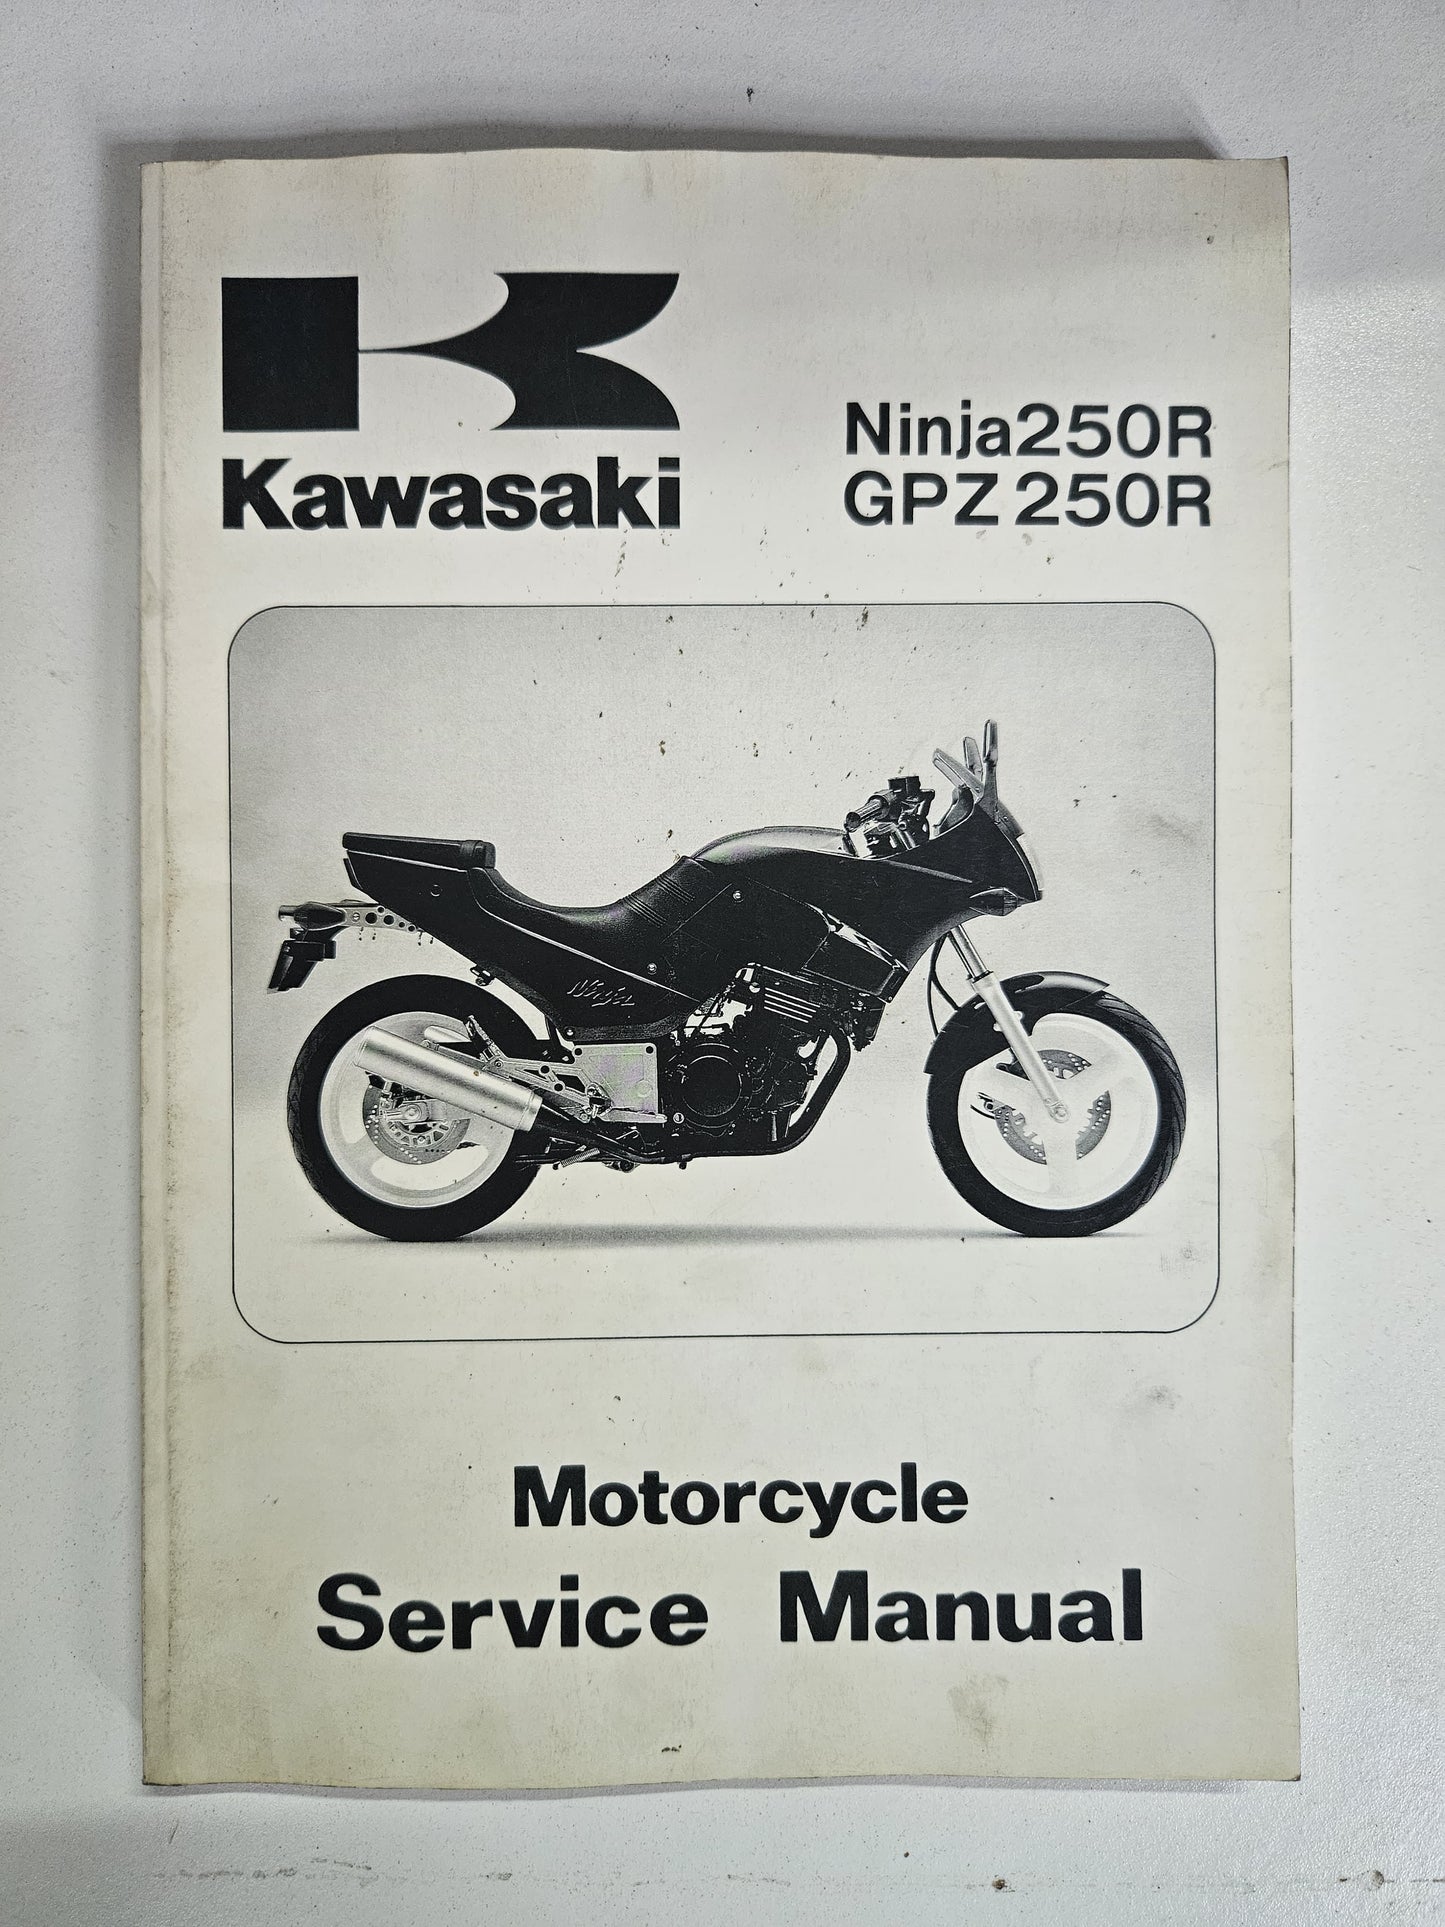 Kawasaki
Ninja250R
GPZ250R
Ninja
Motorcycle
Service Manual